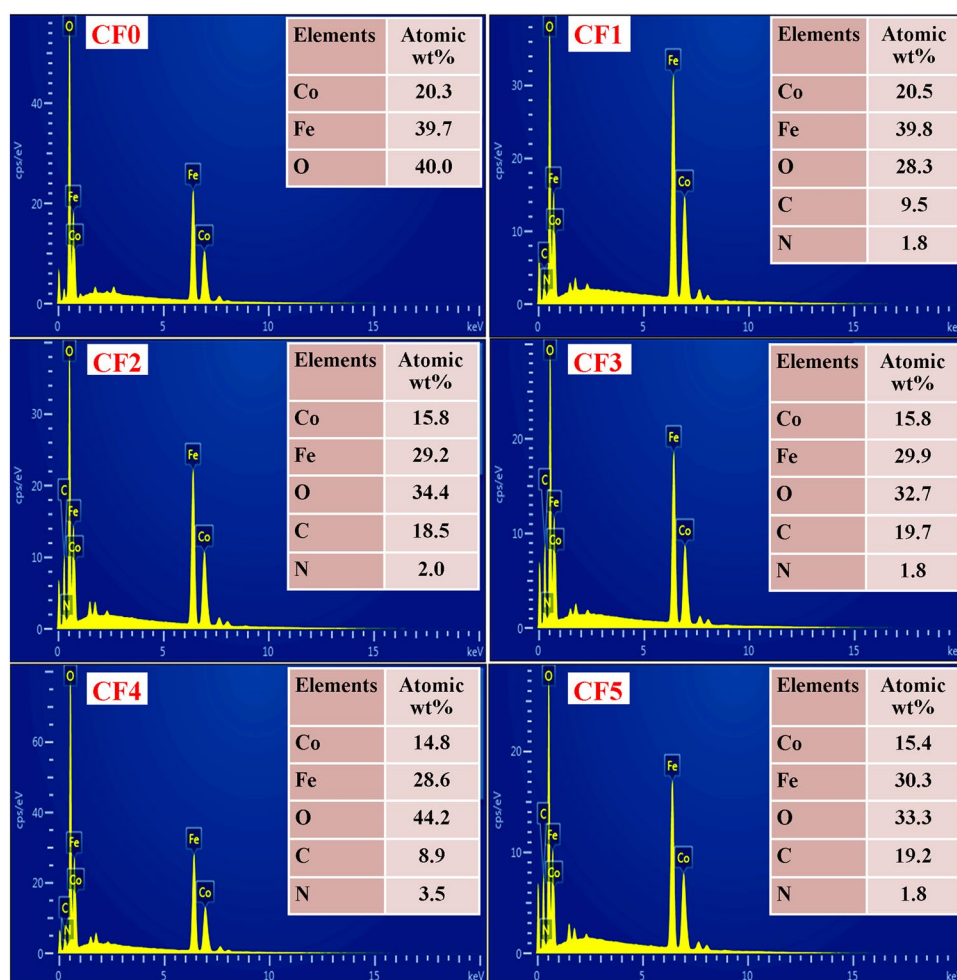 CF0
Elements Atomic wt%
Co 20.3
Fe 39.7
O 40.0
O
Fe
Co
Fe
Co
cps/eV
40
20
0
0 5 10 15 keV
CF1
Elements Atomic wt%
Co 20.5
Fe 39.8
O 28.3
C 9.5
N 1.8
O
Fe
Fe
Co
Co
C
N
cps/eV
30
20
10
0
0 5 10 15 keV
CF2
Elements Atomic wt%
Co 15.8
Fe 29.2
O 34.4
C 18.5
N 2.0
O
C
Fe
Fe
Co
Co
N
cps/eV
30
20
10
0
0 5 10 15 keV
CF3
Elements Atomic wt%
Co 15.8
Fe 29.9
O 32.7
C 19.7
N 1.8
O
Fe
C
Fe
Co
Co
N
cps/eV
20
10
0
0 5 10 15 keV
CF4
Elements Atomic wt%
Co 14.8
Fe 28.6
O 44.2
C 8.9
N 3.5
O
Fe
Fe
Co
Co
C
N
cps/eV
60
40
20
0
0 5 10 15 keV
CF5
Elements Atomic wt%
Co 15.4
Fe 30.3
O 33.3
C 19.2
N 1.8
O
Fe
C
Fe
Co
Co
N
cps/eV
20
10
0
0 5 10 15 keV